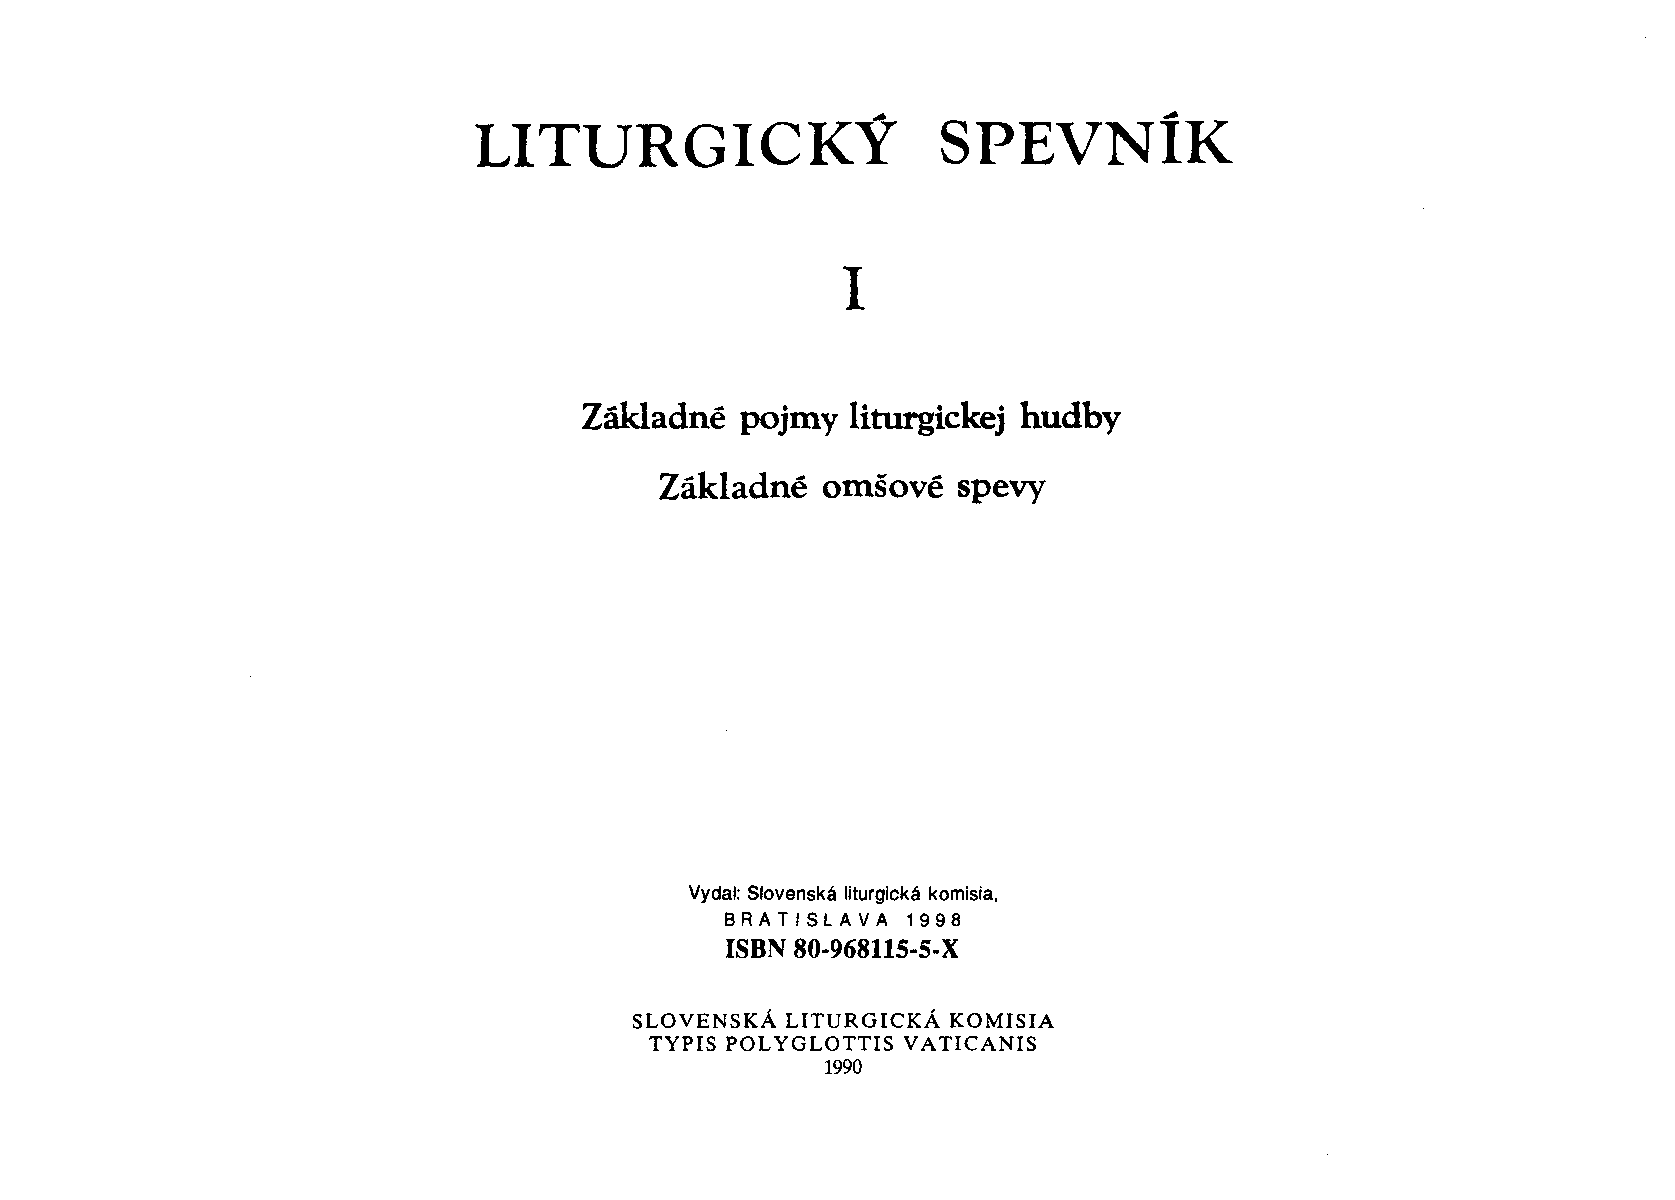 LITURGICKÝ SPEVNÍK
I
Základné pojmy liturgickej hudby
Základné omšové spevy
Vydal: Slovenská liturgická komisia,
BRATISLAVA 1998
ISBN 80-968115-5-X
SLOVENSKÁ LITURGICKÁ KOMISIA
TYPIS POLYGLOTTIS VATICANIS
1990